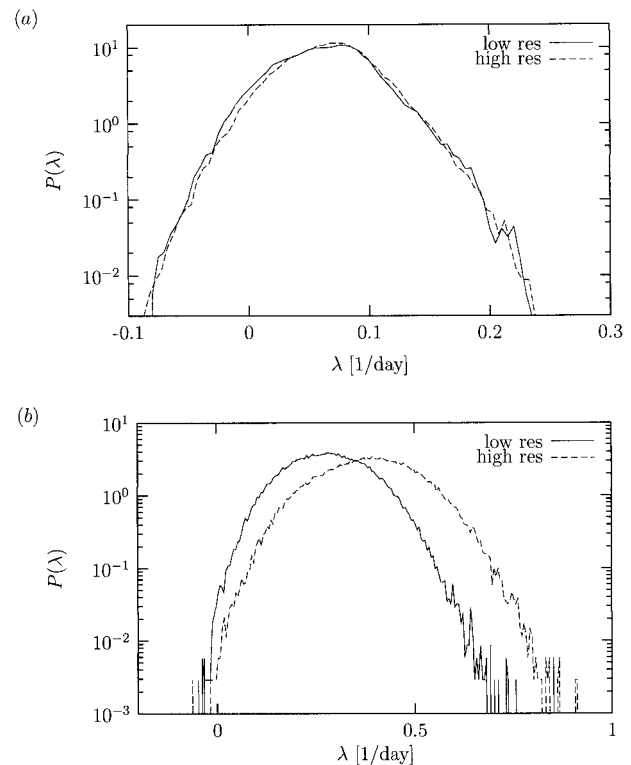 (a)
10^1
10^0
10^-1
10^-2
P(λ)
low res
high res
-0.1 0 0.1 0.2 0.3
λ [1/day]
(b)
10^1
10^0
10^-1
10^-2
10^-3
P(λ)
low res
high res
0 0.5 1
λ [1/day]